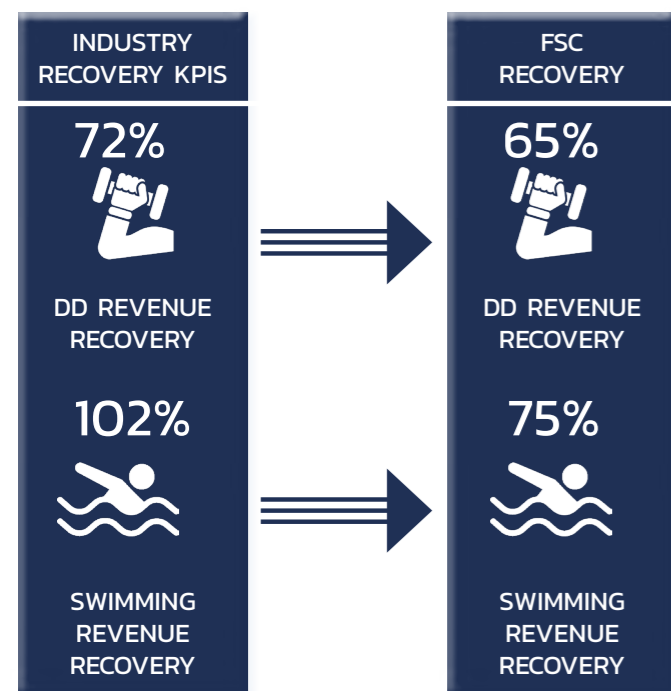 INDUSTRY
RECOVERY KPIS
72%
DD REVENUE
RECOVERY
102%
SWIMMING
REVENUE
RECOVERY
FSC
RECOVERY
65%
DD REVENUE
RECOVERY
75%
SWIMMING
REVENUE
RECOVERY